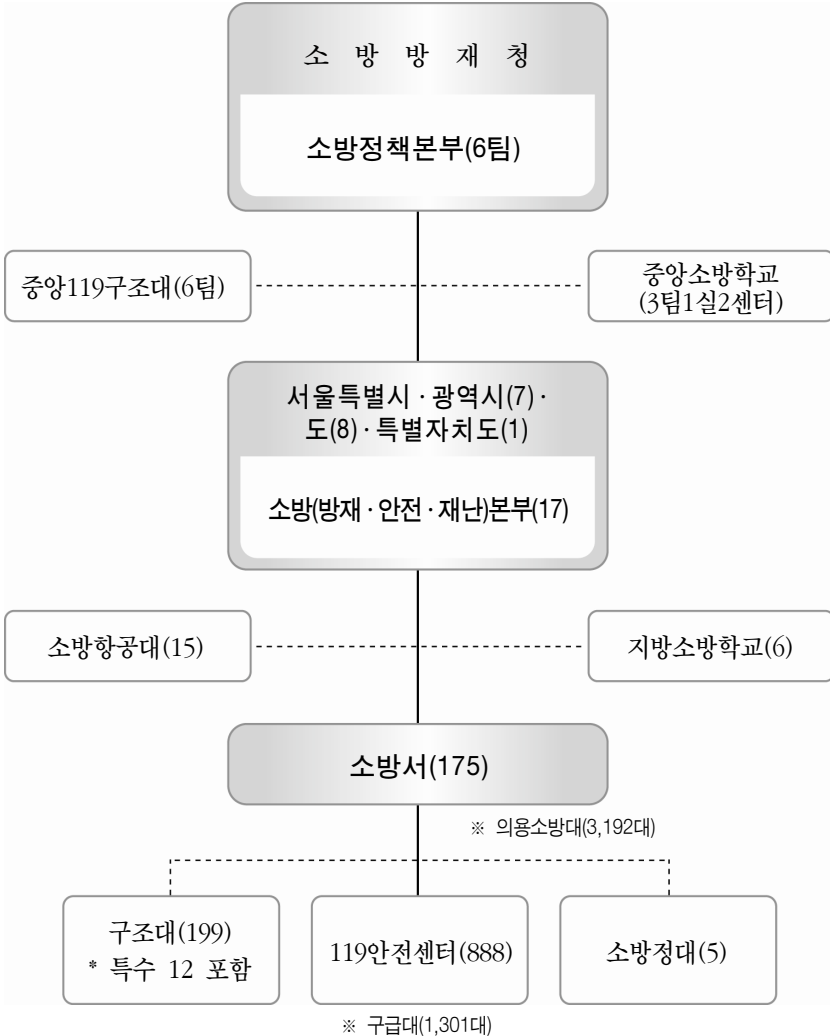 소 방 방 재 청
소방정책본부(6팀)
중앙119구조대(6팀)
중앙소방학교
(3팀1실2센터)
서울특별시 · 광역시(7) ·
도(8) · 특별자치도(1)
소방(방재 · 안전 · 재난)본부(17)
소방항공대(15)
지방소방학교(6)
소방서(175)
※ 의용소방대(3,192대)
구조대(199)
* 특수 12 포함
119안전센터(888)
소방정대(5)
※ 구급대(1,301대)